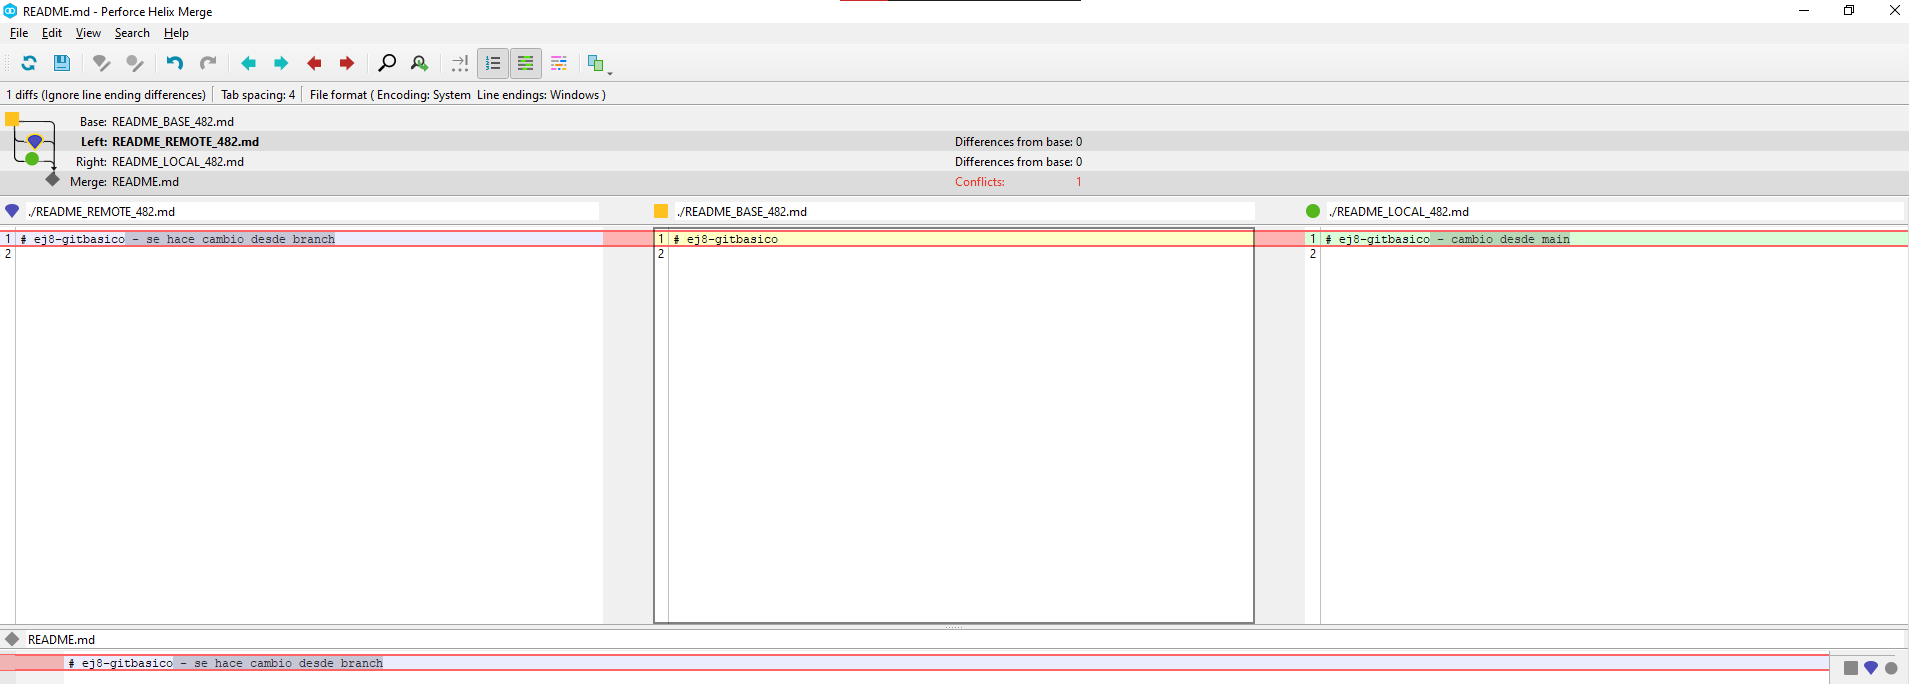 README.md - Perforce Helix Merge
File Edit View Search Help
1 diffs (Ignore line ending differences) Tab spacing: 4 File format ( Encoding: System Line endings: Windows )
Base: README_BASE_482.md
Left: README_REMOTE_482.md Differences from base: 0
Right: README_LOCAL_482.md Differences from base: 0
Merge: README.md Conflicts: 1
./README_REMOTE_482.md ./README_BASE_482.md ./README_LOCAL_482.md
1 # ej8-gitbasico - se hace cambio desde branch 1 # ej8-gitbasico 1 # ej8-gitbasico - cambio desde main
2 2 2
README.md
# ej8-gitbasico - se hace cambio desde branch